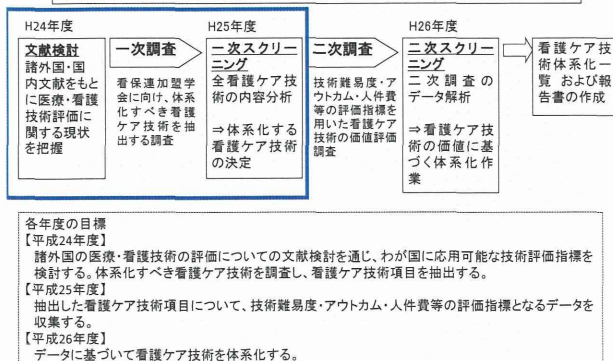 H24年度
文献検討
諸外国・国
内文献をもと
に医療・看護
技術評価に
関する現状
を把握
一次調査
看保連加盟学
会に向け、体系
化すべき看護
ケア技術を抽
出する調査
H25年度
一次スクリー
ニング
全看護ケア技
術の内容分析
⇒体系化する
看護ケア技術
の決定
二次調査
技術難易度・ア
ウトカム・人件費
等の評価指標を
用いた看護ケア
技術の価値評価
調査
H26年度
二次スクリー
ニング
二次調査の
データ解析
⇒看護ケア技
術の価値に基
づく体系化作
業
看護ケア技
術体系化一
覧 および報
告書の作成
各年度の目標
【平成24年度】
諸外国の医療・看護技術の評価についての文献検討を通じ、わが国に応用可能な技術評価指標を
検討する。体系化すべき看護ケア技術を調査し、看護ケア技術項目を抽出する。
【平成25年度】
抽出した看護ケア技術項目について、技術難易度・アウトカム・人件費等の評価指標となるデータを
収集する。
【平成26年度】
データに基づいて看護ケア技術を体系化する。